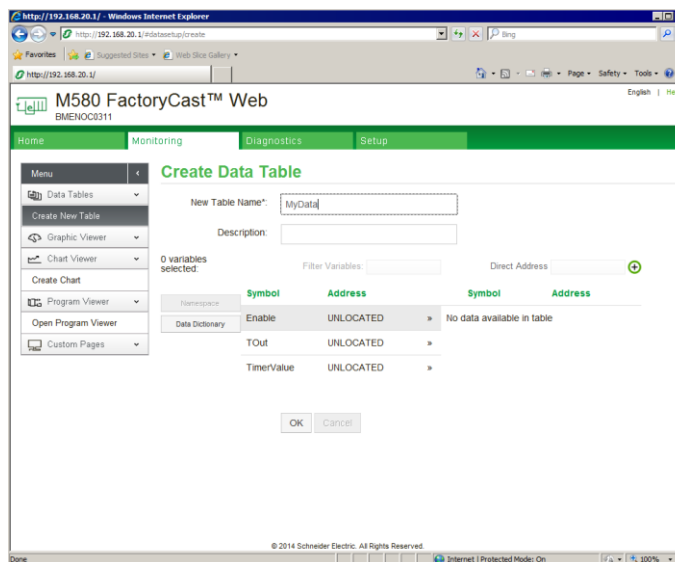 http://192.168.20.1/ - Windows Internet Explorer
http://192.168.20.1/#datasetup/create
Bing
Favorites Suggested Sites Web Slice Gallery
http://192.168.20.1/ Page Safety Tools
English | He
M580 FactoryCast™ Web
BMENOC0311
Home Monitoring Diagnostics Setup
Menu
Create Data Table
Data Tables
New Table Name*: MyData
Create New Table
Description:
Graphic Viewer
Chart Viewer
0 variables selected: Filter Variables: Direct Address
Create Chart
Symbol Address Symbol Address
Program Viewer
Namespace
Open Program Viewer
Data Dictionary
Enable UNLOCATED » No data available in table
Custom Pages
TOut UNLOCATED »
TimerValue UNLOCATED »
OK Cancel
© 2014 Schneider Electric. All Rights Reserved.
Done Internet | Protected Mode: On 100%